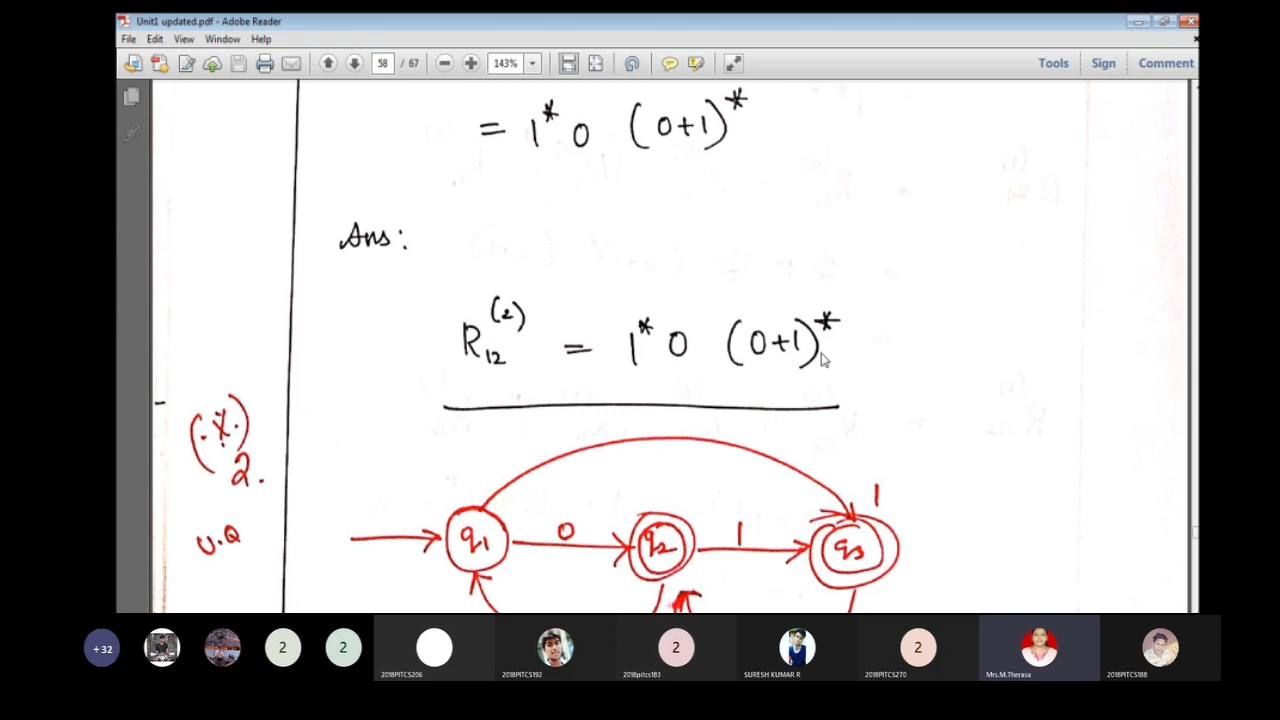 Unit1 updated.pdf - Adobe Reader
File Edit View Window Help
58 / 67 143% Tools Sign Comment
= 1* 0 (0+1)*
Ans:
R₁₂⁽²⁾ = 1* 0 (0+1)*
2.
U.Q
1
q₁ 0 q₂ 1 q₃
+32 2 2 2 2
2018PITCS206 2018PITCS192 2018pitcs183 SURESH KUMAR R 2018PITCS270 Mrs.M.Therasa 2018PITCS188